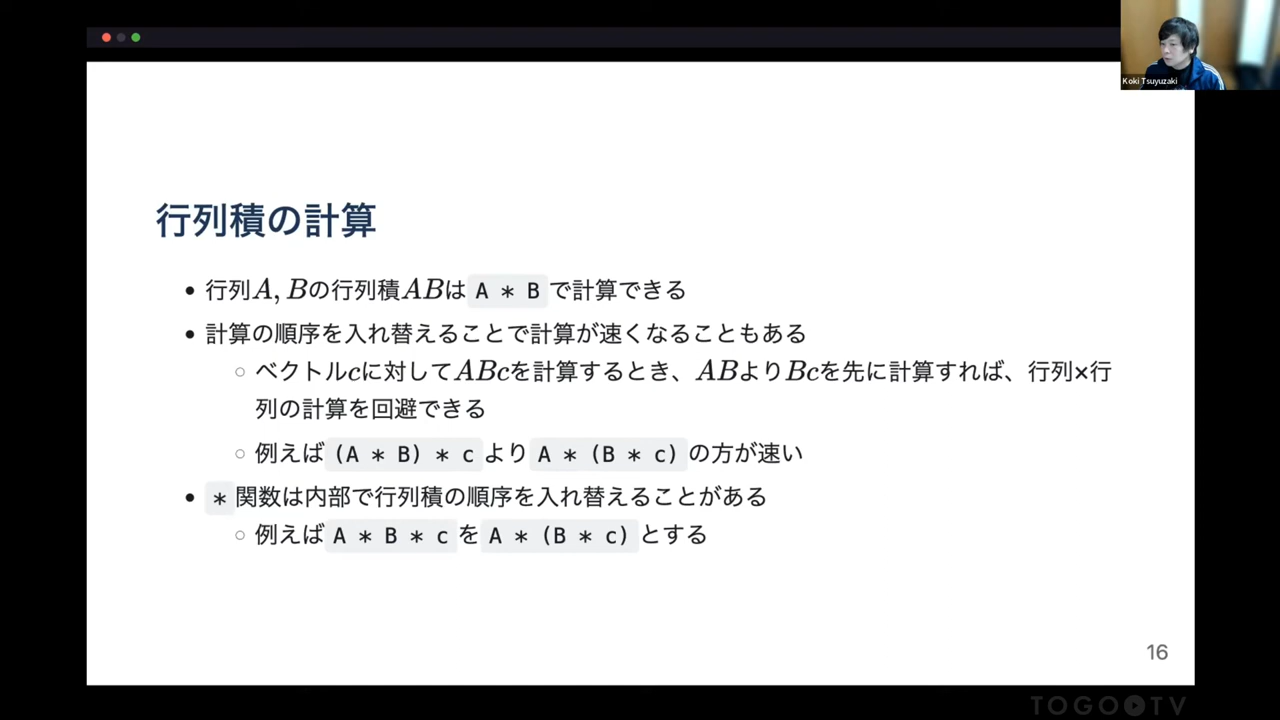 Koki Tsuyuzaki
行列積の計算
行列A, Bの行列積ABは A * B で計算できる
計算の順序を入れ替えることで計算が速くなることもある
ベクトルcに対してABcを計算するとき、ABよりBcを先に計算すれば、行列×行
列の計算を回避できる
例えば (A * B) * c より A * (B * c) の方が速い
* 関数は内部で行列積の順序を入れ替えることがある
例えば A * B * c を A * (B * c) とする
16
TOGO TV